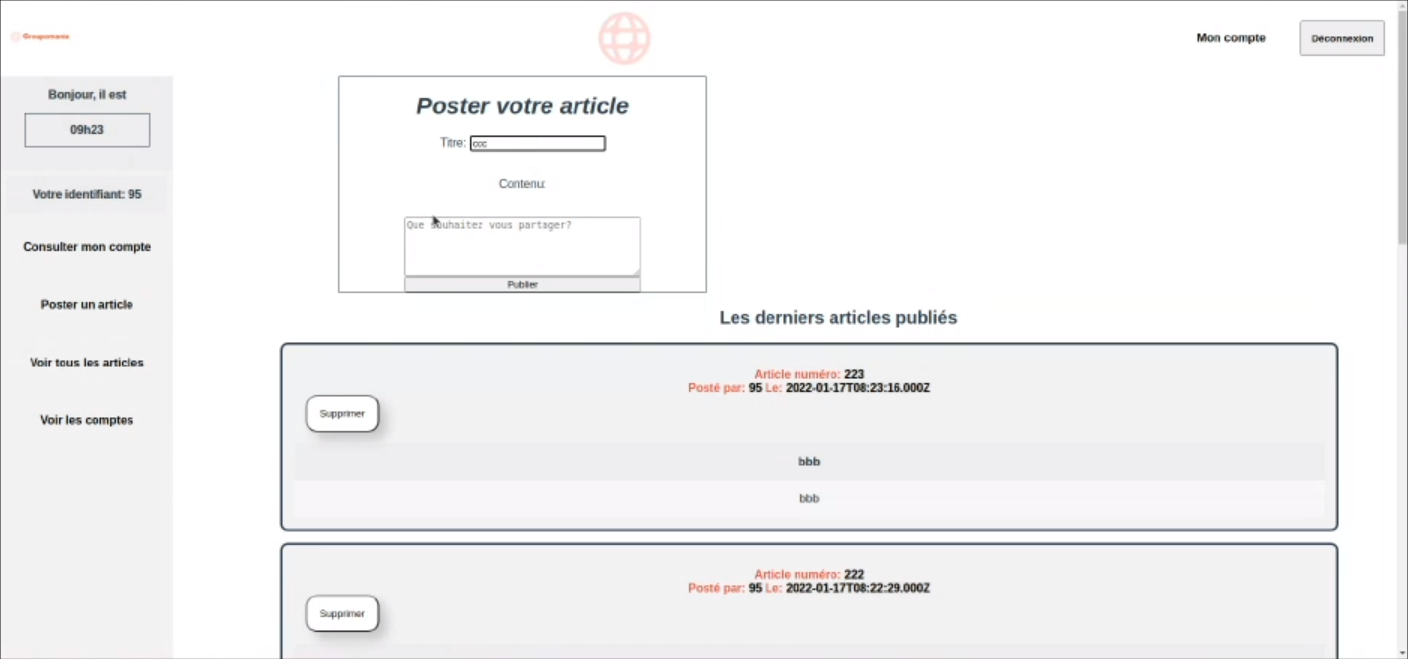 Groupomania
Mon compte
Déconnexion
Bonjour, il est
09h23
Votre identifiant: 95
Consulter mon compte
Poster un article
Voir tous les articles
Voir les comptes
Poster votre article
Titre: ccc
Contenu:
Que souhaitez vous partager?
Publier
Les derniers articles publiés
Article numéro: 223
Posté par: 95 Le: 2022-01-17T08:23:16.000Z
Supprimer
bbb
bbb
Article numéro: 222
Posté par: 95 Le: 2022-01-17T08:22:29.000Z
Supprimer